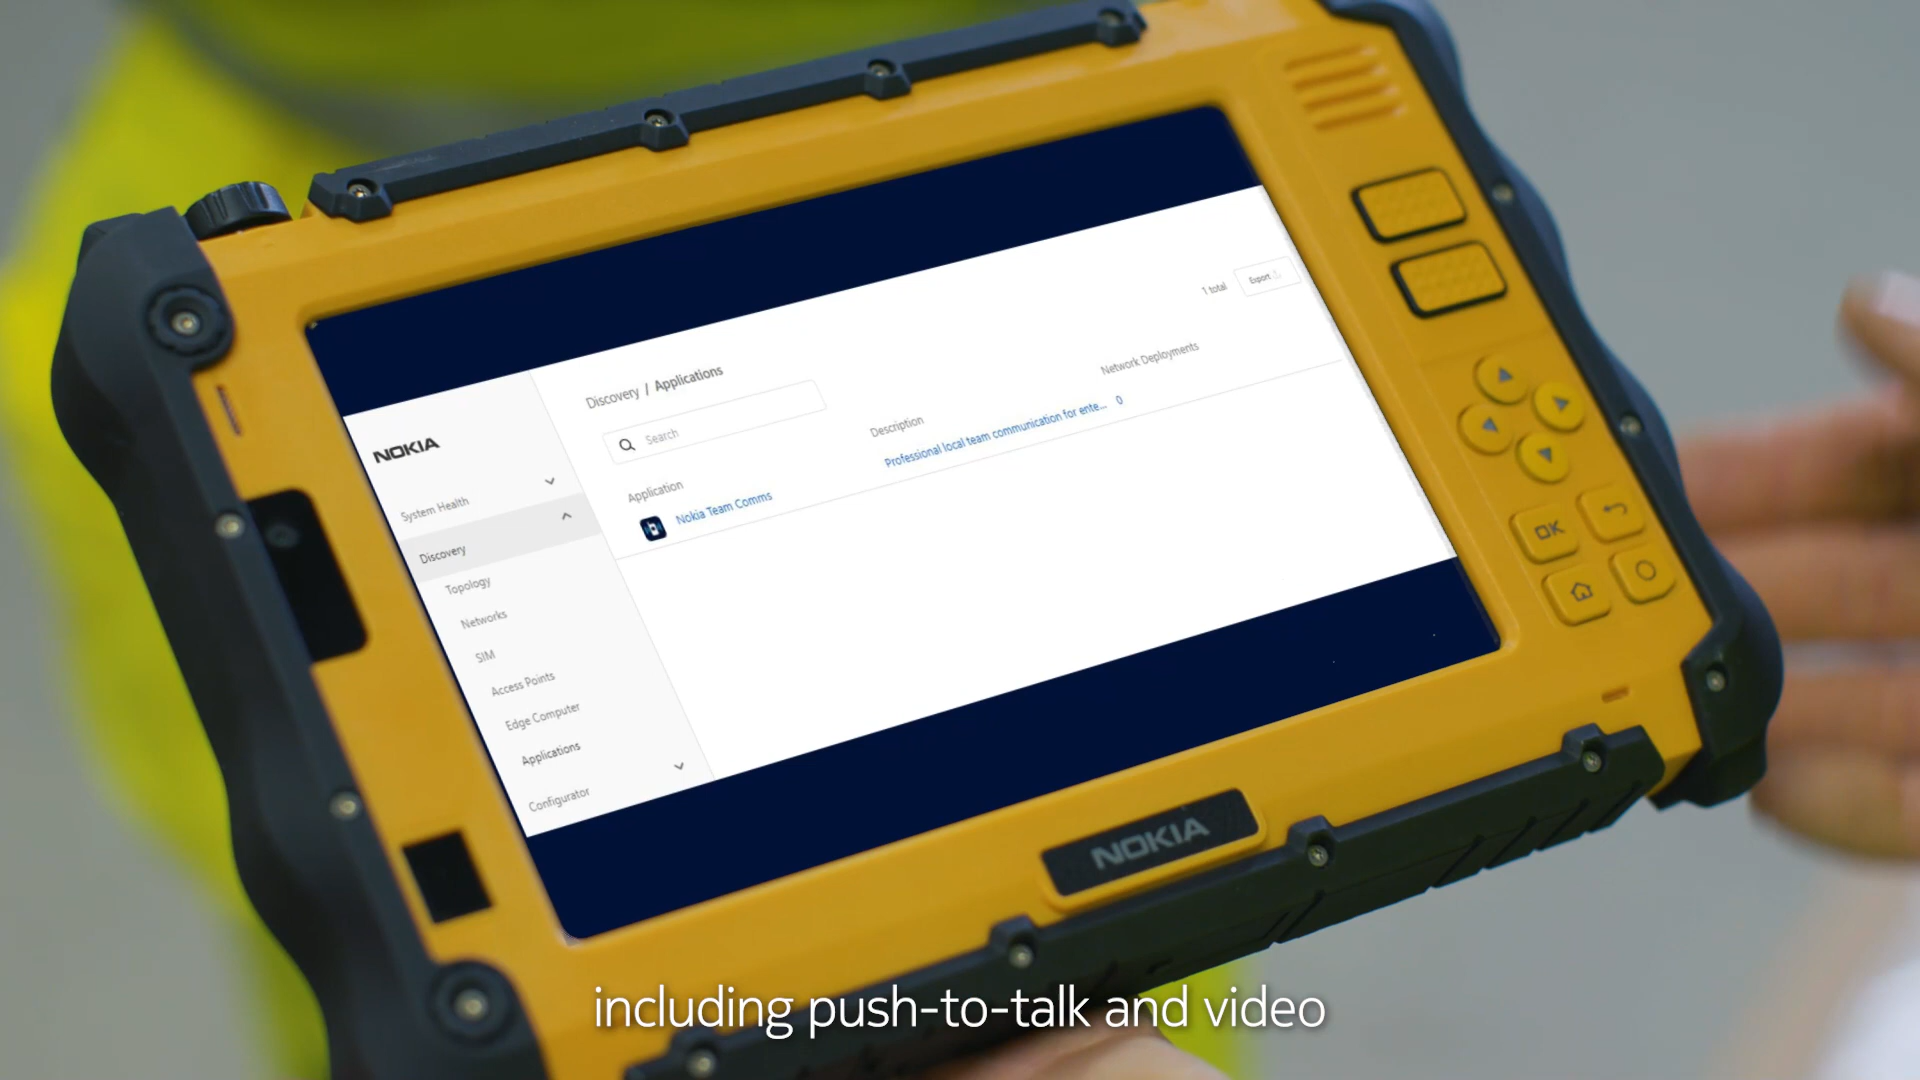 1 total
Export
Discovery / Applications
Search
Application
Description
Network Deployments
Nokia Team Comms
Professional local team communication for ente...
0
NOKIA
System Health
Discovery
Topology
Networks
SIM
Access Points
Edge Computer
Applications
Configurator
OK
NOKIA
including push-to-talk and video